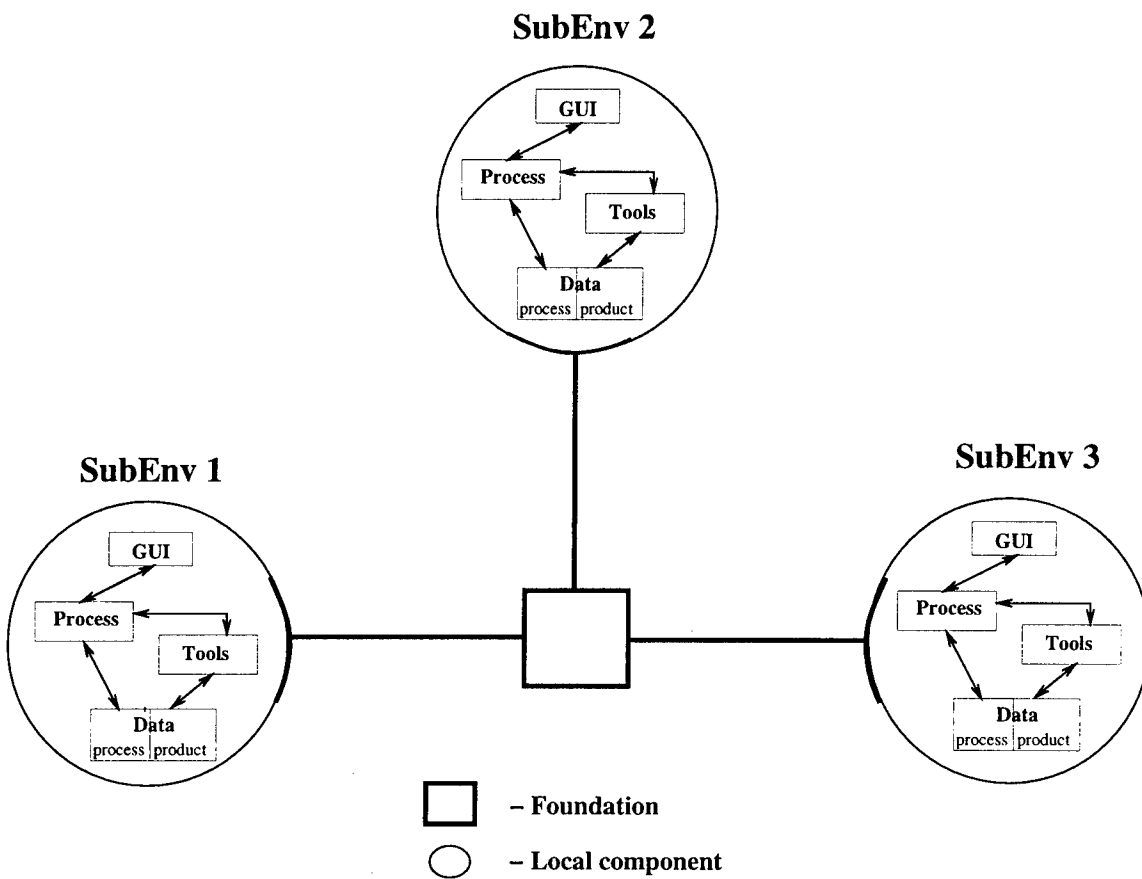 SubEnv 2
GUI
Process
Tools
Data
process product
SubEnv 1
GUI
Process
Tools
Data
process product
SubEnv 3
GUI
Process
Tools
Data
process product
– Foundation
– Local component